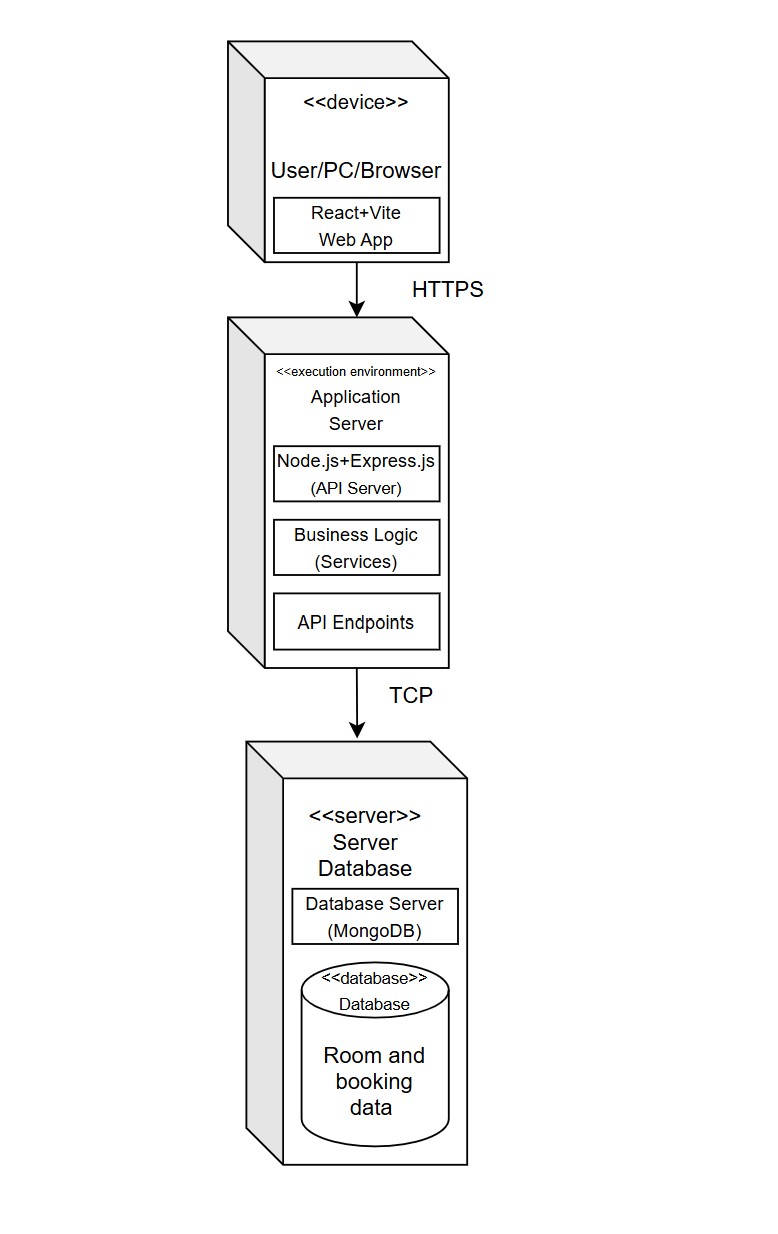 <<device>>
User/PC/Browser
React+Vite
Web App
HTTPS
<<execution environment>>
Application
Server
Node.js+Express.js
(API Server)
Business Logic
(Services)
API Endpoints
TCP
<<server>>
Server
Database
Database Server
(MongoDB)
<<database>>
Database
Room and
booking
data